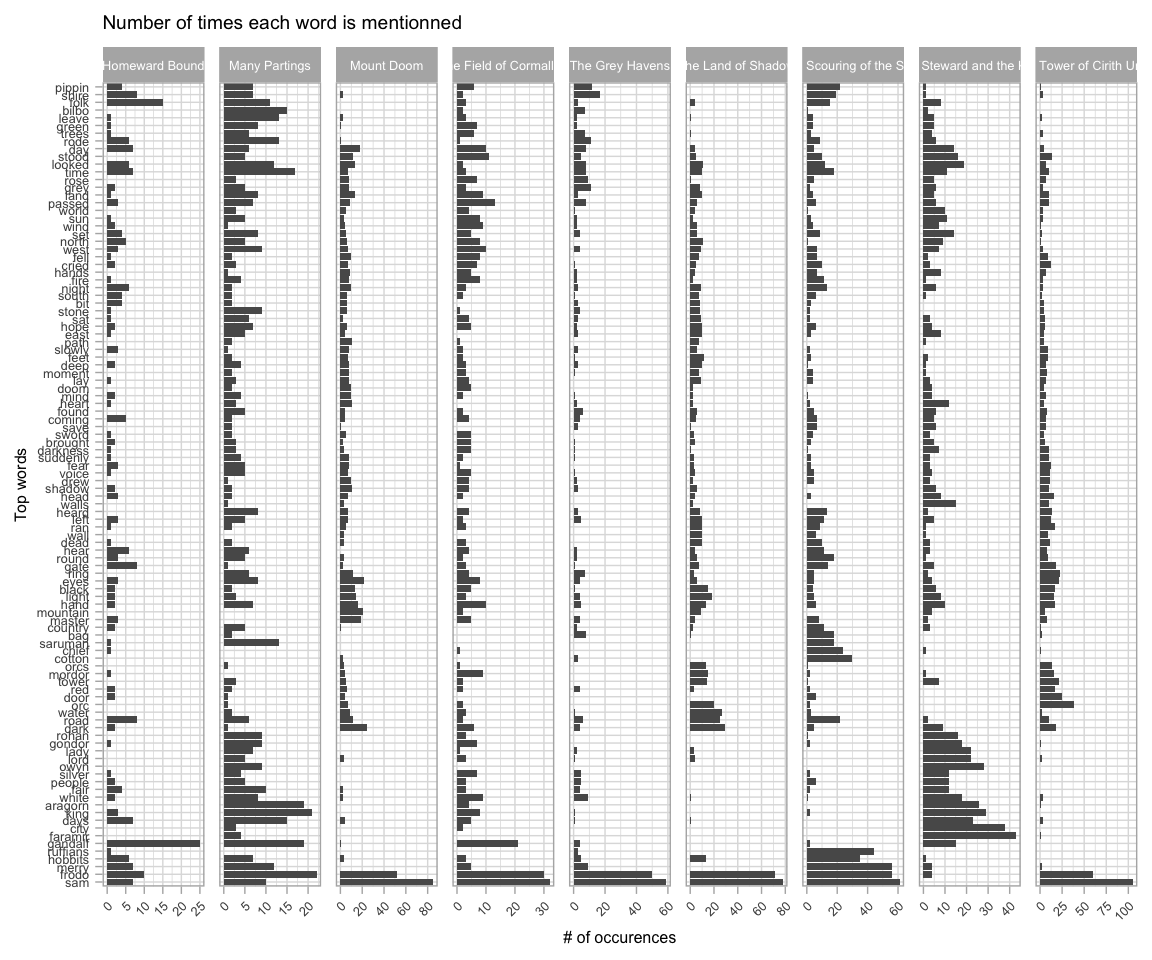 Number of times each word is mentionned
Homeward Bound
Many Partings
Mount Doom
e Field of Cormall
The Grey Havens
he Land of Shado
Scouring of the S
Steward and the
Tower of Cirith U
Top words
pippin
shire
folk
bilbo
leave
green
trees
rode
day
stood
looked
time
rose
grey
land
passed
world
sun
wind
set
north
west
fell
cried
hands
fire
night
south
bit
stone
sat
hope
east
path
slowly
feet
deep
moment
lay
doom
mind
heart
found
coming
save
sword
brought
darkness
suddenly
fear
voice
drew
shadow
head
walls
heard
left
ran
wall
dead
hear
round
gate
ring
eyes
black
light
hand
mountain
master
country
bag
saruman
chief
cotton
orcs
mordor
tower
red
door
orc
water
road
dark
rohan
gondor
lady
lord
owyn
silver
people
fair
white
aragorn
king
days
city
faramir
gandalf
ruffians
hobbits
merry
frodo
sam
0 5 10 15 20 25
0 5 10 15 20
0 20 40 60 80
0 10 20 30
0 20 40 60
0 20 40 60 80
0 20 40 60
0 10 20 30 40
0 25 50 75 100
# of occurences